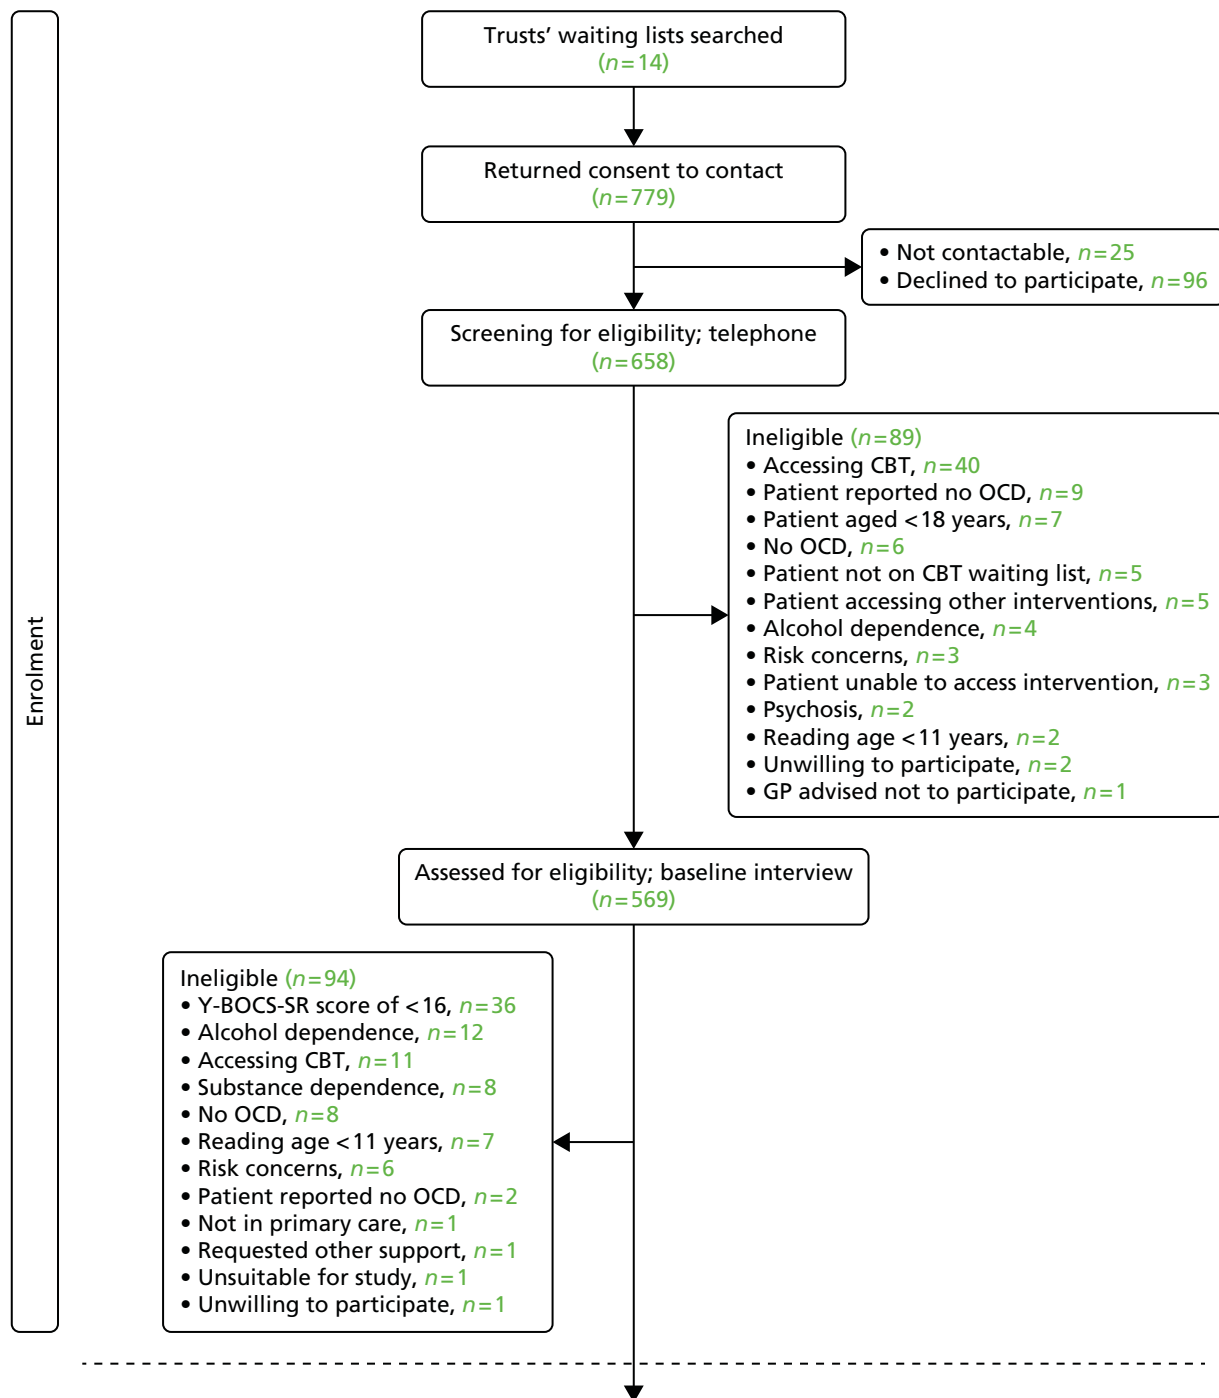 Enrolment
Trusts’ waiting lists searched
(n=14)
Returned consent to contact
(n=779)
• Not contactable, n=25
• Declined to participate, n=96
Screening for eligibility; telephone
(n=658)
Ineligible (n=89)
• Accessing CBT, n=40
• Patient reported no OCD, n=9
• Patient aged <18 years, n=7
• No OCD, n=6
• Patient not on CBT waiting list, n=5
• Patient accessing other interventions, n=5
• Alcohol dependence, n=4
• Risk concerns, n=3
• Patient unable to access intervention, n=3
• Psychosis, n=2
• Reading age <11 years, n=2
• Unwilling to participate, n=2
• GP advised not to participate, n=1
Assessed for eligibility; baseline interview
(n=569)
Ineligible (n=94)
• Y-BOCS-SR score of <16, n=36
• Alcohol dependence, n=12
• Accessing CBT, n=11
• Substance dependence, n=8
• No OCD, n=8
• Reading age <11 years, n=7
• Risk concerns, n=6
• Patient reported no OCD, n=2
• Not in primary care, n=1
• Requested other support, n=1
• Unsuitable for study, n=1
• Unwilling to participate, n=1